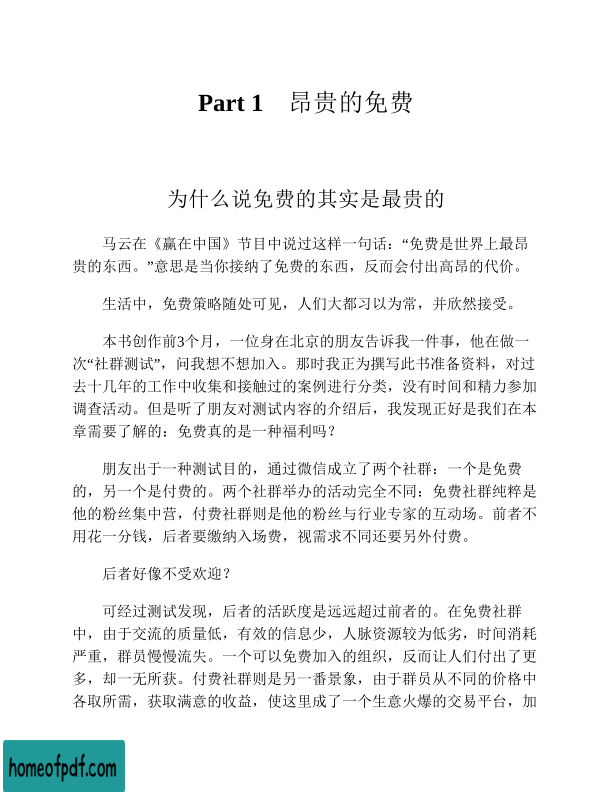 Part 1 昂贵的免费
为什么说免费的其实是最贵的
马云在《赢在中国》节目中说过这样一句话：“免费是世界上最昂
贵的东西。”意思是当你接纳了免费的东西，反而会付出高昂的代价。
生活中，免费策略随处可见，人们大都习以为常，并欣然接受。
本书创作前3个月，一位身在北京的朋友告诉我一件事，他在做一
次“社群测试”，问我想不想加入。那时我正为撰写此书准备资料，对过
去十几年的工作中收集和接触过的案例进行分类，没有时间和精力参加
调查活动。但是听了朋友对测试内容的介绍后，我发现正好是我们在本
章需要了解的：免费真的是一种福利吗？
朋友出于一种测试目的，通过微信成立了两个社群：一个是免费
的，另一个是付费的。两个社群举办的活动完全不同：免费社群纯粹是
他的粉丝集中营，付费社群则是他的粉丝与行业专家的互动场。前者不
用花一分钱，后者要缴纳入场费，视需求不同还要另外付费。
后者好像不受欢迎？
可经过测试发现，后者的活跃度是远远超过前者的。在免费社群
中，由于交流的质量低，有效的信息少，人脉资源较为低劣，时间消耗
严重，群员慢慢流失。一个可以免费加入的组织，反而让人们付出了更
多，却一无所获。付费社群则是另一番景象，由于群员从不同的价格中
各取所需，获取满意的收益，使这里成了一个生意火爆的交易平台，加
homeofpdf.com